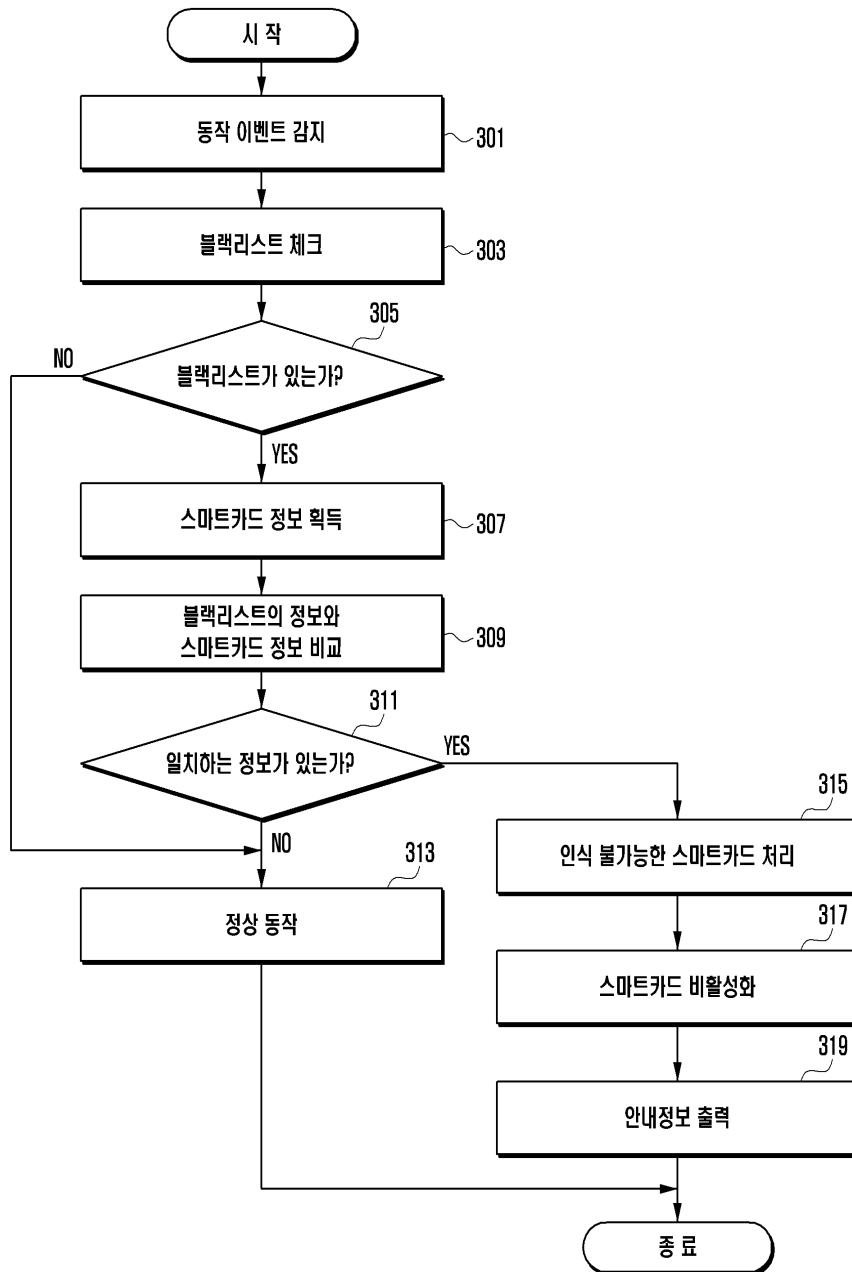 시 작
동작 이벤트 감지
301
블랙리스트 체크
303
305
NO
블랙리스트가 있는가?
YES
스마트카드 정보 획득
307
블랙리스트의 정보와
스마트카드 정보 비교
309
311
일치하는 정보가 있는가?
YES
NO
313
정상 동작
315
인식 불가능한 스마트카드 처리
317
스마트카드 비활성화
319
안내정보 출력
종 료